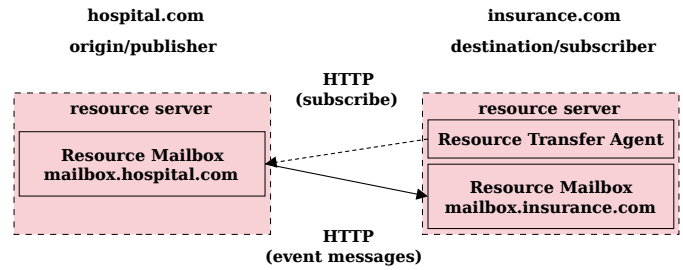 hospital.com
origin/publisher
insurance.com
destination/subscriber
HTTP
(subscribe)
resource server
Resource Mailbox
mailbox.hospital.com
resource server
Resource Transfer Agent
Resource Mailbox
mailbox.insurance.com
HTTP
(event messages)